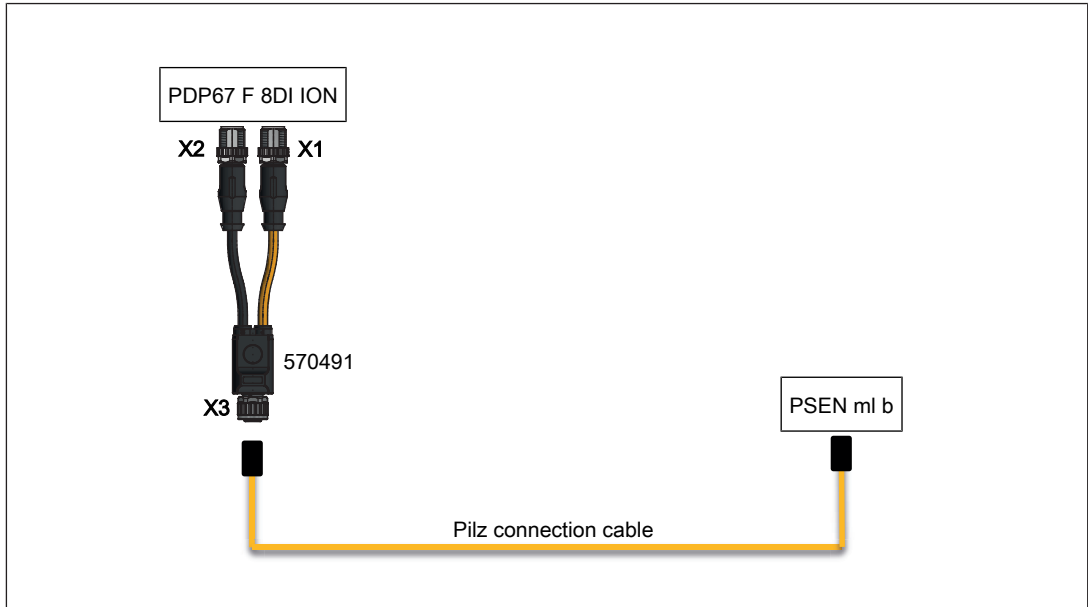 PDP67 F 8DI ION
X2
X1
570491
X3
PSEN ml b
Pilz connection cable